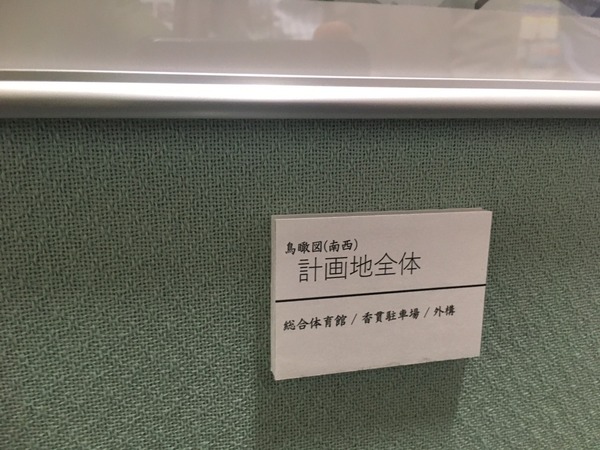 鳥瞰図(南西)
計画地全体
総合体育館 / 香貫駐車場 / 外構